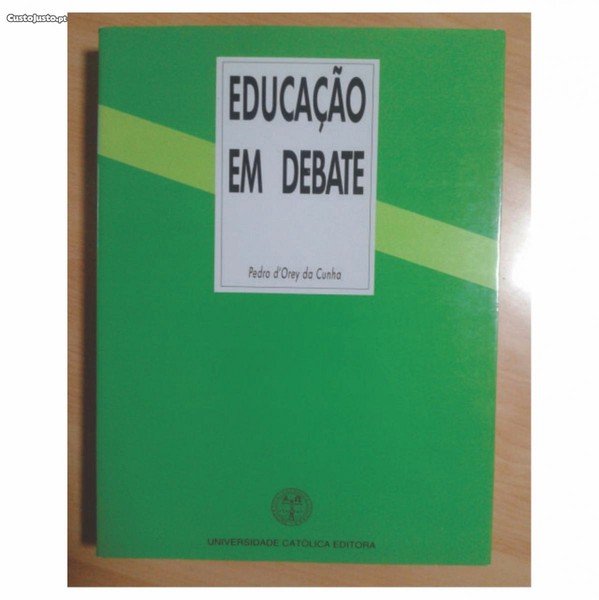 CustoJusto.pt
EDUCAÇÃO
EM DEBATE
Pedro d'Orey da Cunha
UNIVERSIDADE CATÓLICA EDITORA